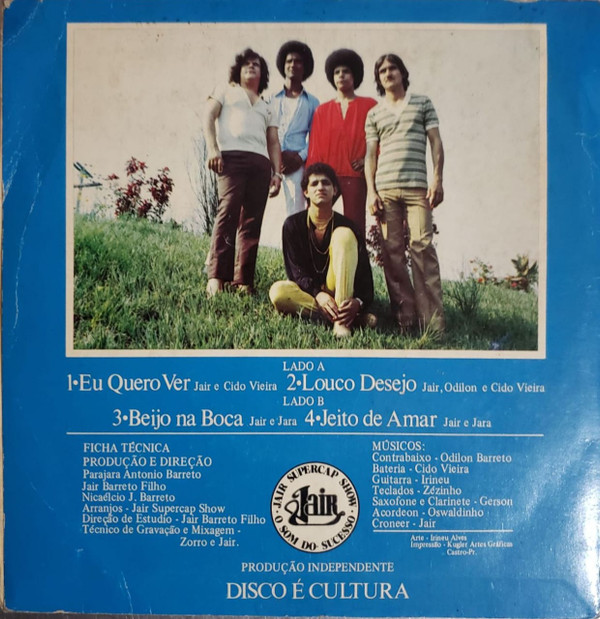 LADO A
1•Eu Quero Ver Jair e Cido Vieira 2•Louco Desejo Jair, Odilon e Cido Vieira
LADO B
3•Beijo na Boca Jair e Jara 4•Jeito de Amar Jair e Jara
FICHA TÉCNICA
PRODUÇÃO E DIREÇÃO
Parajara Antonio Barreto
Jair Barreto Filho
Nicaélcio J. Barreto
Arranjos - Jair Supercap Show
Direção de Estudio - Jair Barreto Filho
Técnico de Gravação e Mixagem -
Zorro e Jair.
JAIR SUPERCAP SHOW
Jair
O SOM DO SUCESSO
MÚSICOS:
Contrabaixo - Odilon Barreto
Bateria - Cido Vieira
Guitarra - Irineu
Teclados - Zézinho
Saxofone e Clarinete - Gerson
Acordeon - Oswaldinho
Croneer - Jair
Arte - Irineu Alves
Impressão - Kugler Artes Gráficas
Castro-Pr.
PRODUÇÃO INDEPENDENTE
DISCO É CULTURA